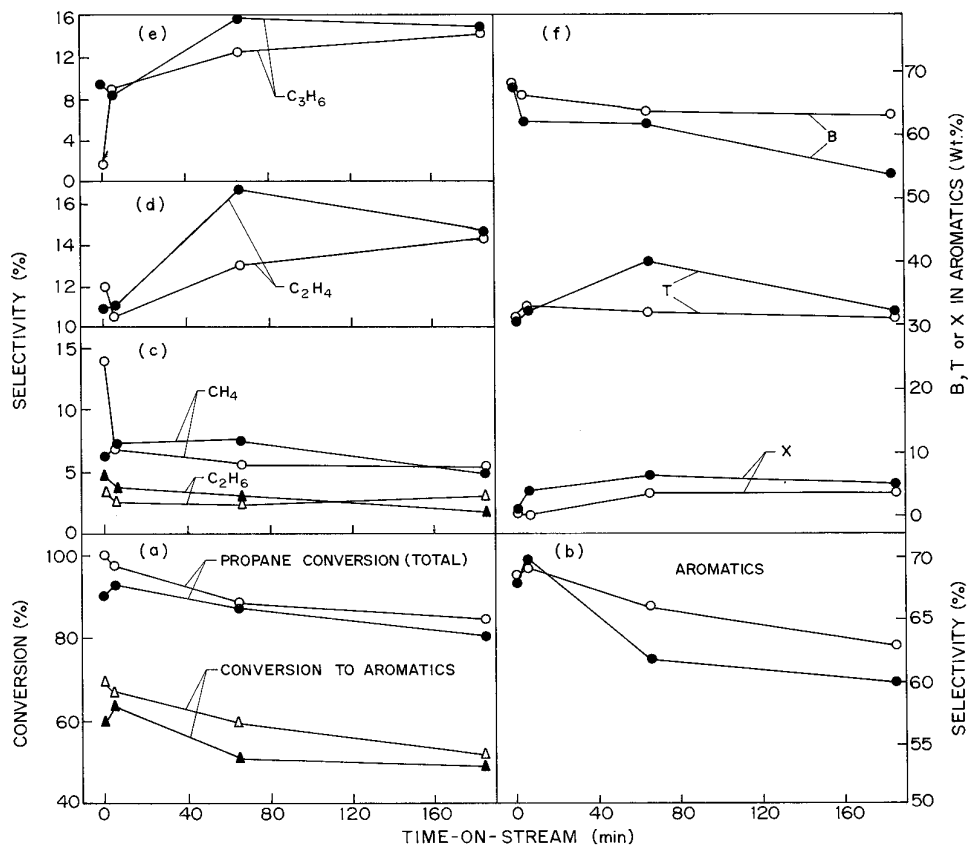 16
(e)
12
C3H6
8
4
0
(d)
16
14
C2H4
12
10
(c)
15
CH4
10
C2H6
5
0
SELECTIVITY (%)
(a)
100
PROPANE CONVERSION (TOTAL)
80
CONVERSION TO AROMATICS
60
40
CONVERSION (%)
0
40
80
120
160
(f)
70
B
60
50
T
40
30
20
X
10
0
B, T or X IN AROMATICS (Wt.%)
(b)
AROMATICS
70
65
60
55
50
SELECTIVITY (%)
0
40
80
120
160
TIME-ON-STREAM (min)